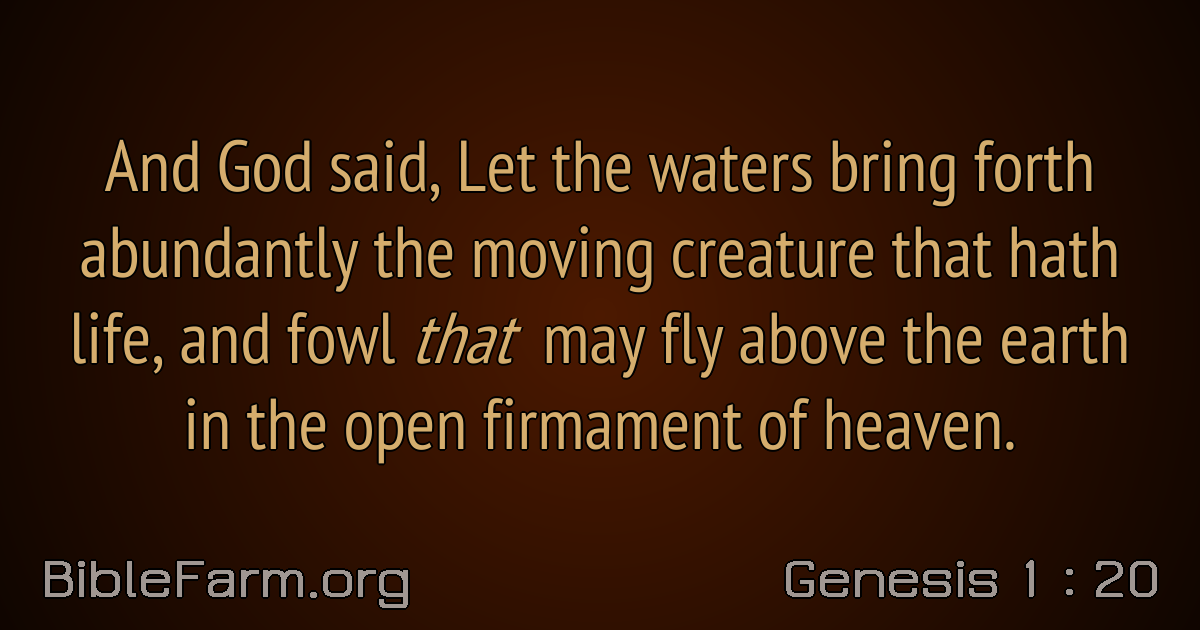 And God said, Let the waters bring forth
abundantly the moving creature that hath
life, and fowl that may fly above the earth
in the open firmament of heaven.
BibleFarm.org
Genesis 1 : 20